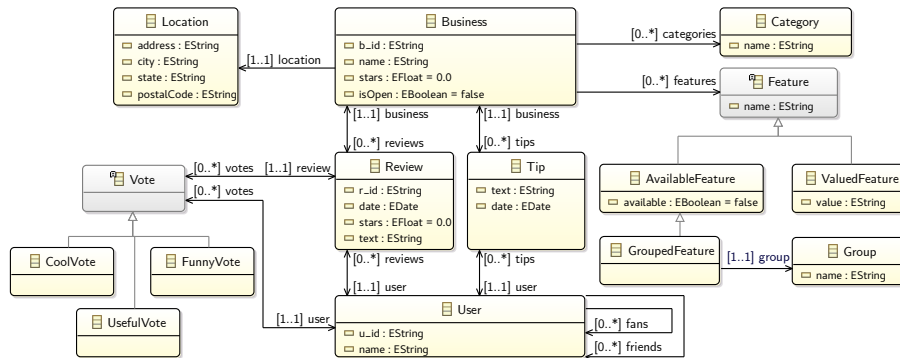 Location
address : EString
city : EString
state : EString
postalCode : EString
[1..1] location
Business
b_id : EString
name : EString
stars : EFloat = 0.0
isOpen : EBoolean = false
[0..*] categories
Category
name : EString
[0..*] features
Feature
name : EString
[1..1] business
[1..1] business
[0..*] reviews
[0..*] tips
Vote
[0..*] votes
[1..1] review
[0..*] votes
Review
r_id : EString
date : EDate
stars : EFloat = 0.0
text : EString
Tip
text : EString
date : EDate
AvailableFeature
available : EBoolean = false
ValuedFeature
value : EString
GroupedFeature
[1..1] group
Group
name : EString
CoolVote
FunnyVote
UsefulVote
[0..*] reviews
[0..*] tips
[1..1] user
[1..1] user
[1..1] user
User
u_id : EString
name : EString
[0..*] fans
[0..*] friends